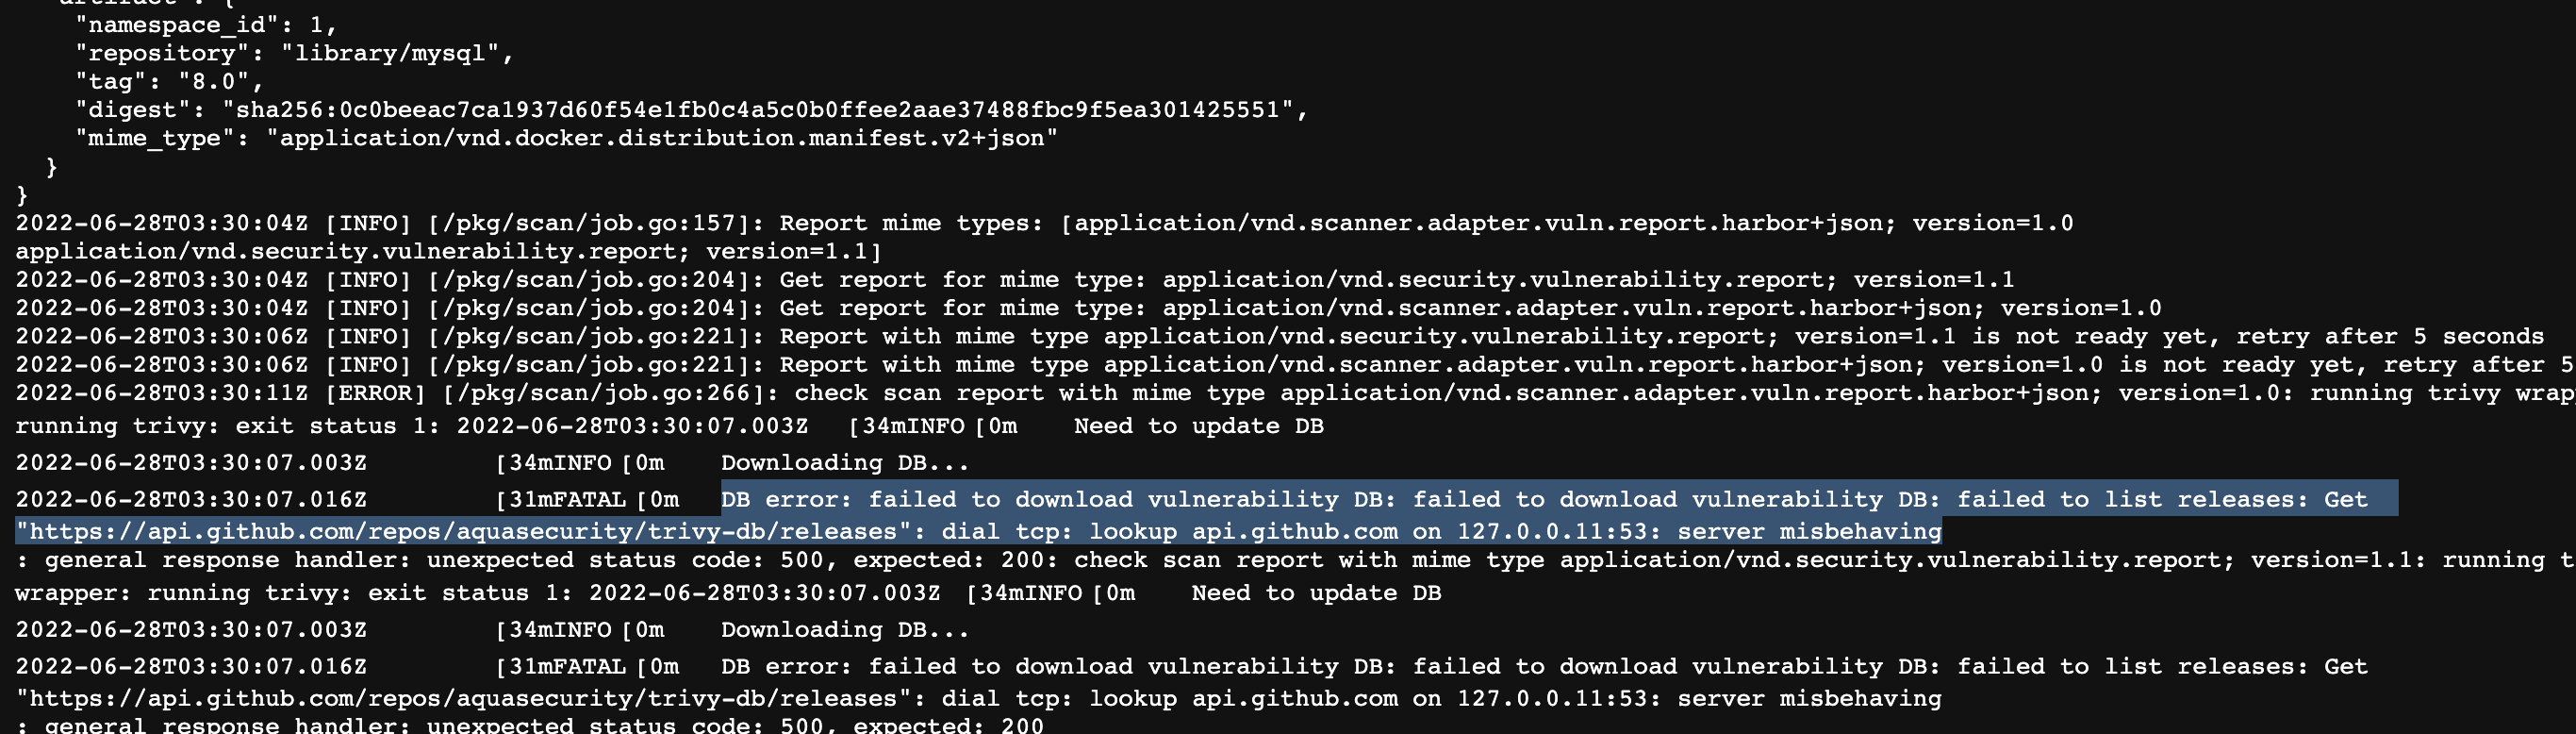 "namespace_id": 1,
"repository": "library/mysql",
"tag": "8.0",
"digest": "sha256:0c0beeac7ca1937d60f54e1fb0c4a5c0b0ffee2aae37488fbc9f5ea301425551",
"mime_type": "application/vnd.docker.distribution.manifest.v2+json"
}
}
2022-06-28T03:30:04Z [INFO] [/pkg/scan/job.go:157]: Report mime types: [application/vnd.scanner.adapter.vuln.report.harbor+json; version=1.0
application/vnd.security.vulnerability.report; version=1.1]
2022-06-28T03:30:04Z [INFO] [/pkg/scan/job.go:204]: Get report for mime type: application/vnd.security.vulnerability.report; version=1.1
2022-06-28T03:30:04Z [INFO] [/pkg/scan/job.go:204]: Get report for mime type: application/vnd.scanner.adapter.vuln.report.harbor+json; version=1.0
2022-06-28T03:30:06Z [INFO] [/pkg/scan/job.go:221]: Report with mime type application/vnd.security.vulnerability.report; version=1.1 is not ready yet, retry after 5 seconds
2022-06-28T03:30:06Z [INFO] [/pkg/scan/job.go:221]: Report with mime type application/vnd.scanner.adapter.vuln.report.harbor+json; version=1.0 is not ready yet, retry after 5
2022-06-28T03:30:11Z [ERROR] [/pkg/scan/job.go:266]: check scan report with mime type application/vnd.scanner.adapter.vuln.report.harbor+json; version=1.0: running trivy wrap
running trivy: exit status 1: 2022-06-28T03:30:07.003Z [34mINFO [0m Need to update DB
2022-06-28T03:30:07.003Z [34mINFO [0m Downloading DB...
2022-06-28T03:30:07.016Z [31mFATAL [0m DB error: failed to download vulnerability DB: failed to download vulnerability DB: failed to list releases: Get
"https://api.github.com/repos/aquasecurity/trivy-db/releases": dial tcp: lookup api.github.com on 127.0.0.11:53: server misbehaving
: general response handler: unexpected status code: 500, expected: 200: check scan report with mime type application/vnd.security.vulnerability.report; version=1.1: running t
wrapper: running trivy: exit status 1: 2022-06-28T03:30:07.003Z [34mINFO [0m Need to update DB
2022-06-28T03:30:07.003Z [34mINFO [0m Downloading DB...
2022-06-28T03:30:07.016Z [31mFATAL [0m DB error: failed to download vulnerability DB: failed to download vulnerability DB: failed to list releases: Get
"https://api.github.com/repos/aquasecurity/trivy-db/releases": dial tcp: lookup api.github.com on 127.0.0.11:53: server misbehaving
: general response handler: unexpected status code: 500, expected: 200